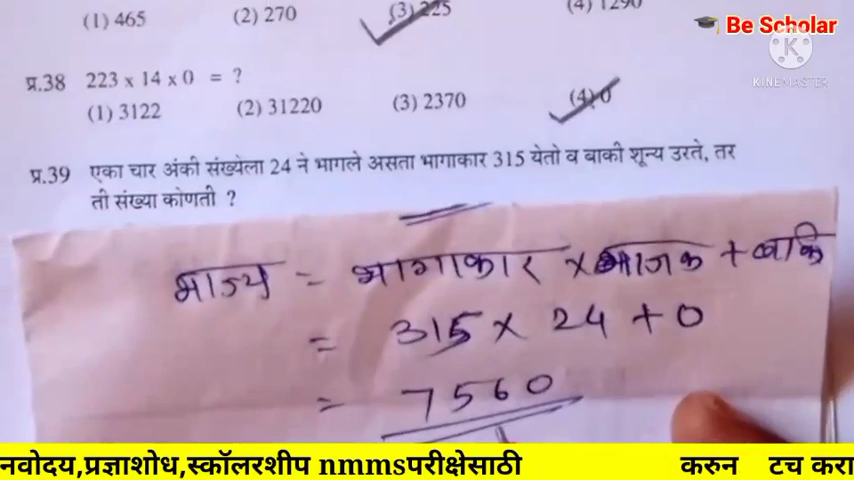 (1) 465 (2) 270 (3) 225 (4) 1290
Be Scholar
KINEMASTER
प्र.38 223 x 14 x 0 = ?
(1) 3122 (2) 31220 (3) 2370 (4) 0
प्र.39 एका चार अंकी संख्येला 24 ने भागले असता भागाकार 315 येतो व बाकी शून्य उरते, तर
ती संख्या कोणती ?
भाज्य = भागाकार × भाजक + बाकि
= 315 × 24 + 0
= 7560
नवोदय,प्रज्ञाशोध,स्कॉलरशीप nmmsपरीक्षेसाठी करुन टच करा